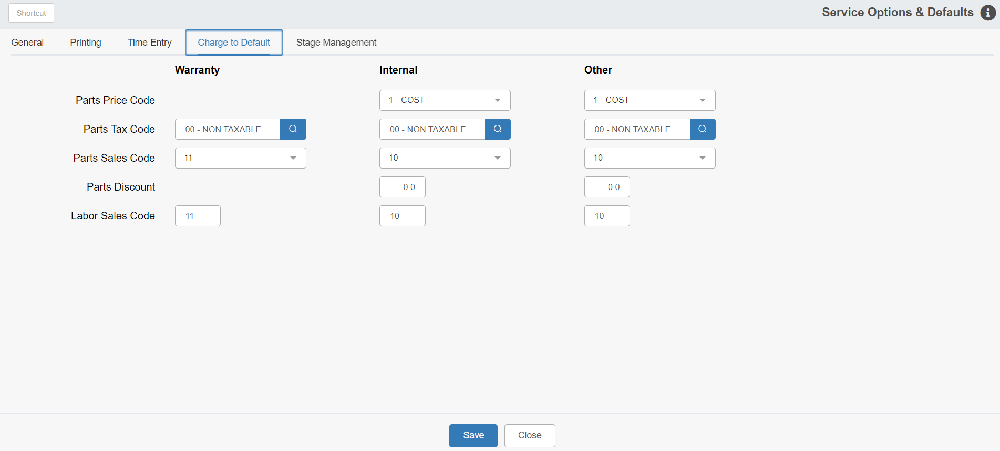 Shortcut
Service Options & Defaults
General Printing Time Entry Charge to Default Stage Management
Warranty Internal Other
Parts Price Code 1 - COST 1 - COST
Parts Tax Code 00 - NON TAXABLE 00 - NON TAXABLE 00 - NON TAXABLE
Parts Sales Code 11 10 10
Parts Discount 0.0 0.0
Labor Sales Code 11 10 10
Save Close